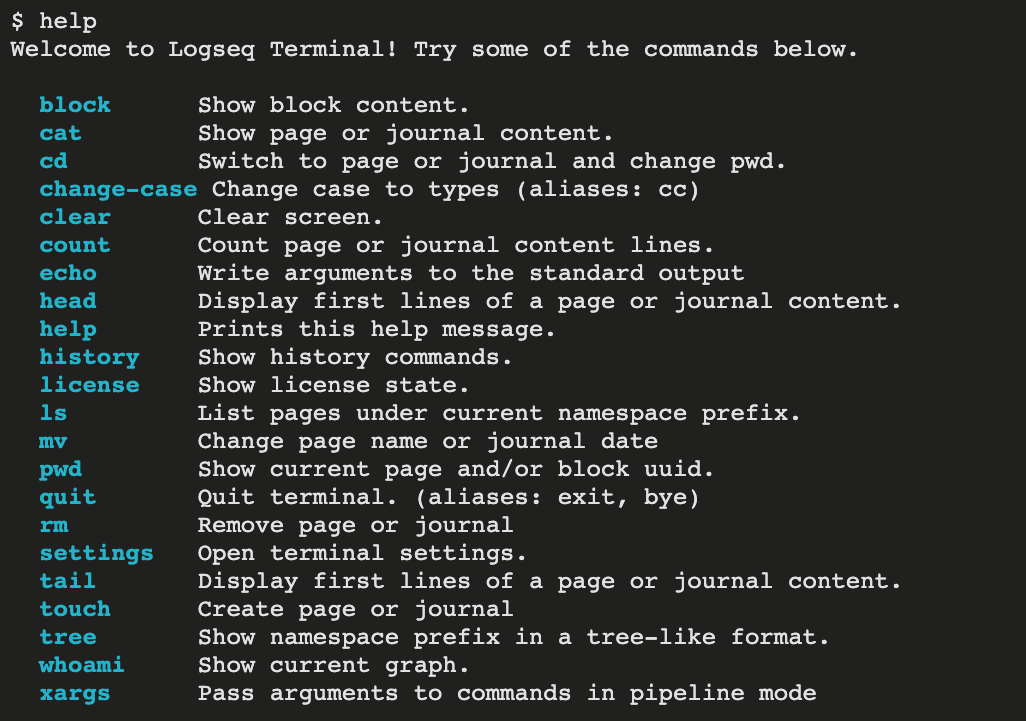 $ help
Welcome to Logseq Terminal! Try some of the commands below.
block Show block content.
cat Show page or journal content.
cd Switch to page or journal and change pwd.
change-case Change case to types (aliases: cc)
clear Clear screen.
count Count page or journal content lines.
echo Write arguments to the standard output
head Display first lines of a page or journal content.
help Prints this help message.
history Show history commands.
license Show license state.
ls List pages under current namespace prefix.
mv Change page name or journal date
pwd Show current page and/or block uuid.
quit Quit terminal. (aliases: exit, bye)
rm Remove page or journal
settings Open terminal settings.
tail Display first lines of a page or journal content.
touch Create page or journal
tree Show namespace prefix in a tree-like format.
whoami Show current graph.
xargs Pass arguments to commands in pipeline mode